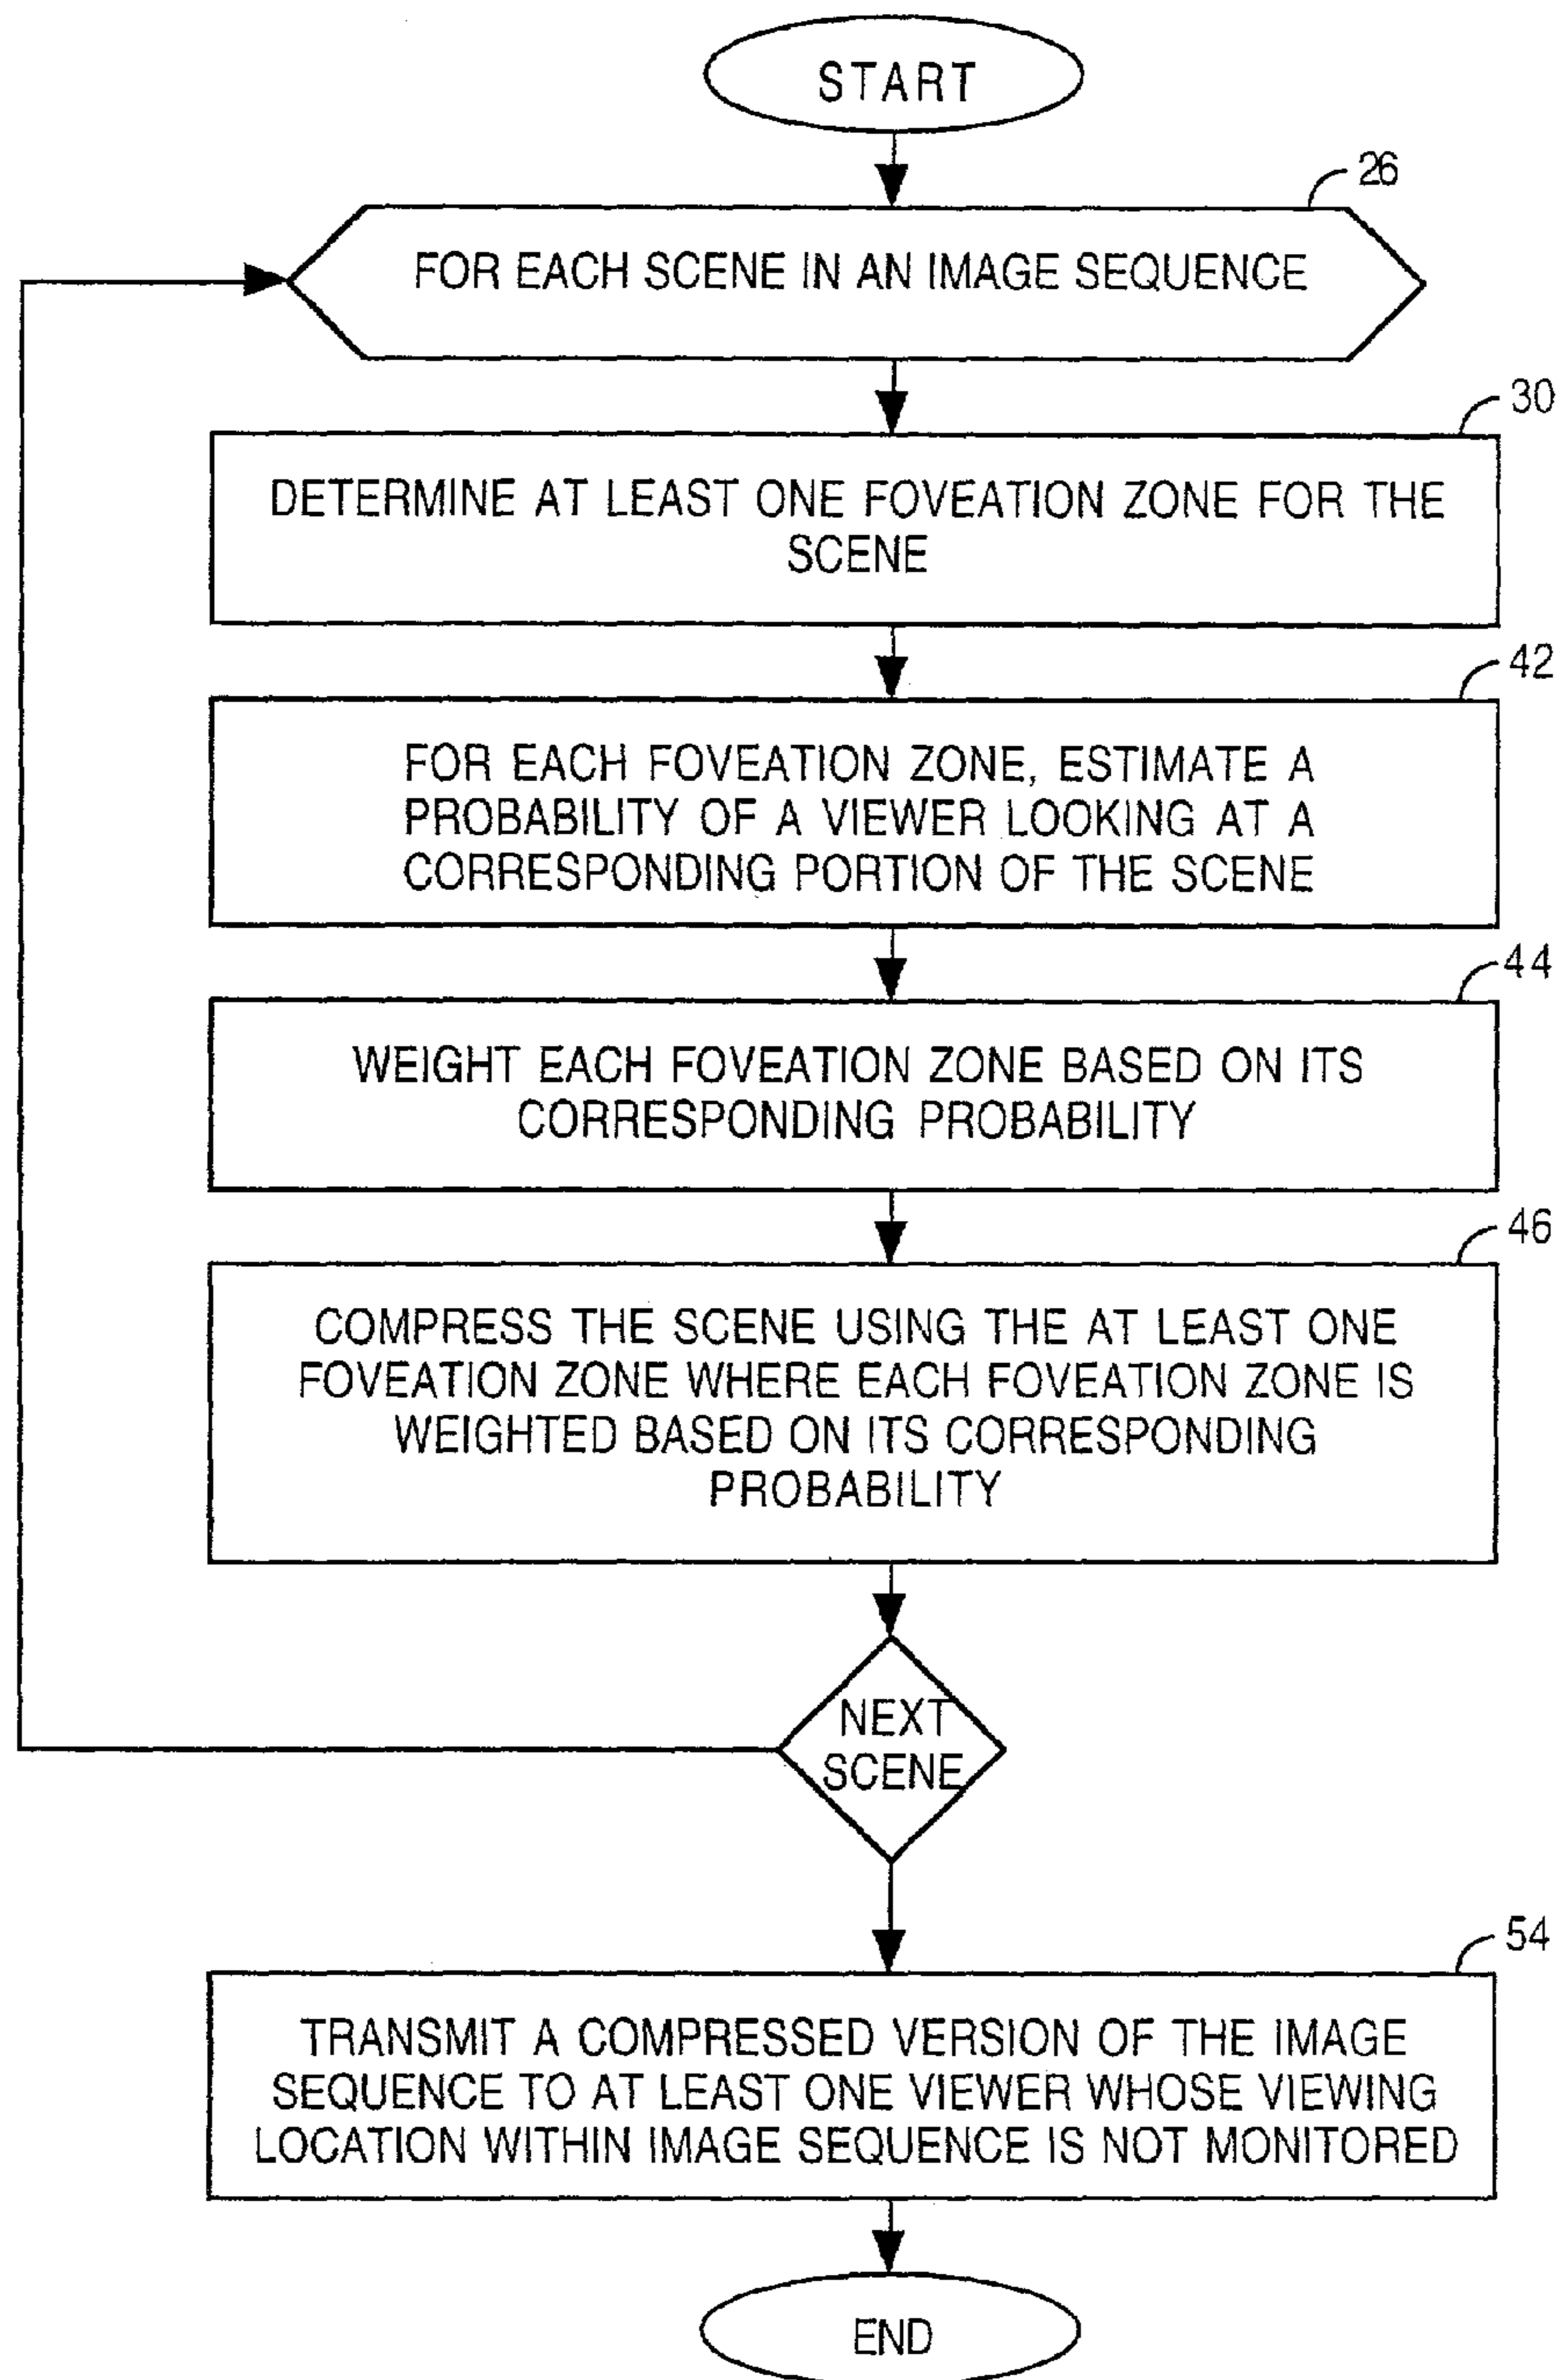 START
26
FOR EACH SCENE IN AN IMAGE SEQUENCE
30
DETERMINE AT LEAST ONE FOVEATION ZONE FOR THE
SCENE
42
FOR EACH FOVEATION ZONE, ESTIMATE A
PROBABILITY OF A VIEWER LOOKING AT A
CORRESPONDING PORTION OF THE SCENE
44
WEIGHT EACH FOVEATION ZONE BASED ON ITS
CORRESPONDING PROBABILITY
46
COMPRESS THE SCENE USING THE AT LEAST ONE
FOVEATION ZONE WHERE EACH FOVEATION ZONE IS
WEIGHTED BASED ON ITS CORRESPONDING
PROBABILITY
NEXT
SCENE
54
TRANSMIT A COMPRESSED VERSION OF THE IMAGE
SEQUENCE TO AT LEAST ONE VIEWER WHOSE VIEWING
LOCATION WITHIN IMAGE SEQUENCE IS NOT MONITORED
END